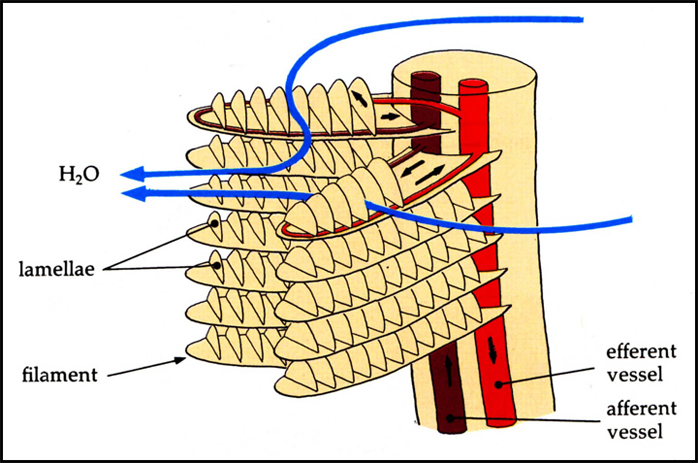 H₂O
lamellae
filament
efferent
vessel
afferent
vessel